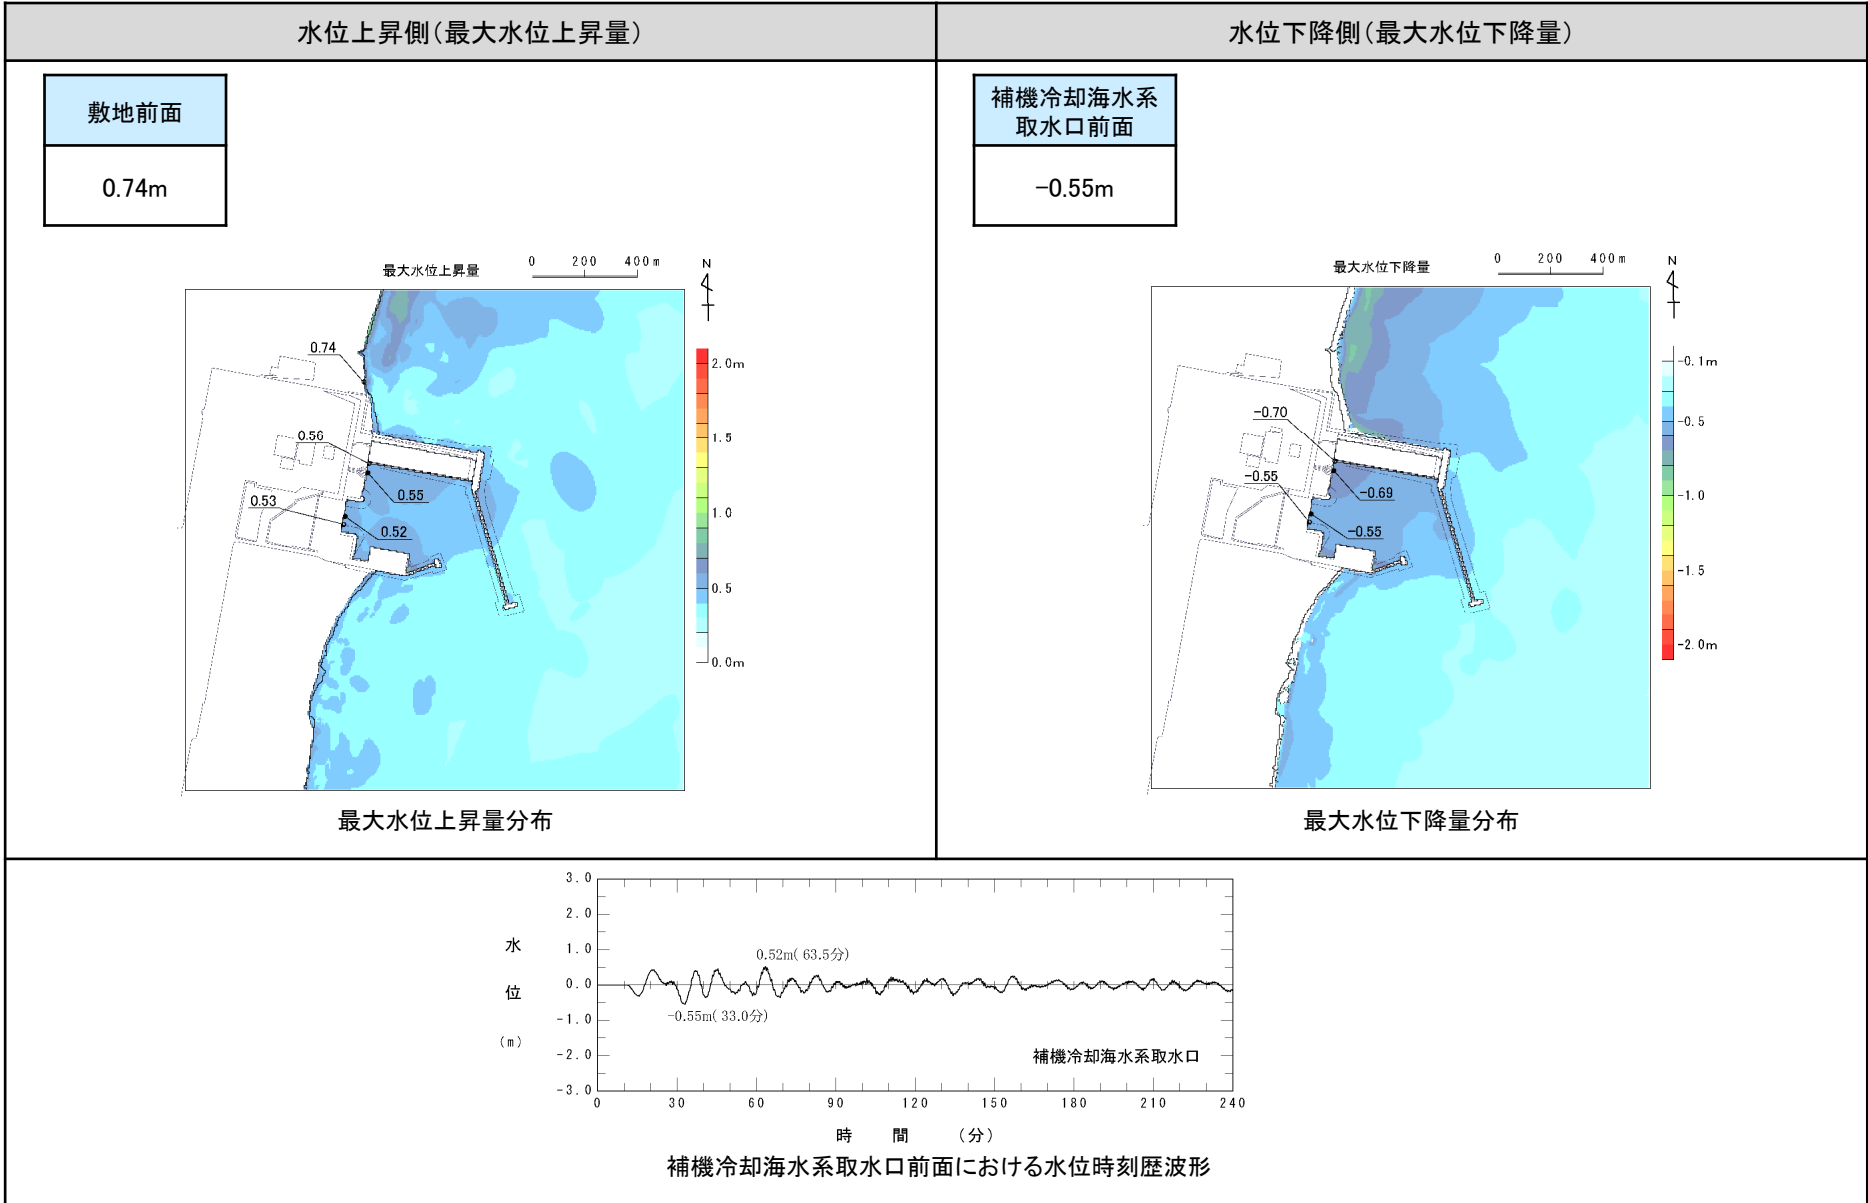 水位上昇側(最大水位上昇量)
水位下降側(最大水位下降量)
敷地前面
0.74m
補機冷却海水系
取水口前面
-0.55m
最大水位上昇量
0 200 400m
N
0.74
0.56
0.55
0.53
0.52
2.0m
1.5
1.0
0.5
0.0m
最大水位上昇量分布
最大水位下降量
0 200 400m
N
-0.70
-0.55
-0.69
-0.55
-0.1m
-0.5
-1.0
-1.5
-2.0m
最大水位下降量分布
3.0
2.0
1.0
0.0
-1.0
-2.0
-3.0
水
位
(m)
0.52m( 63.5分)
-0.55m( 33.0分)
補機冷却海水系取水口
0 30 60 90 120 150 180 210 240
時 間 (分)
補機冷却海水系取水口前面における水位時刻歴波形